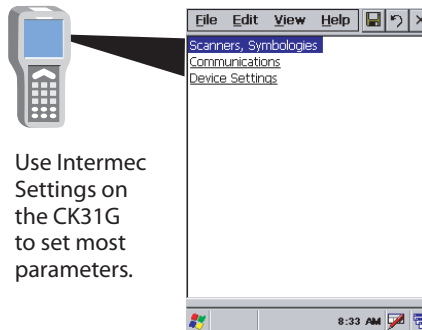 File Edit View Help
Scanners, Symbologies
Communications
Device Settings
Use Intermec
Settings on
the CK31G
to set most
parameters.
8:33 AM